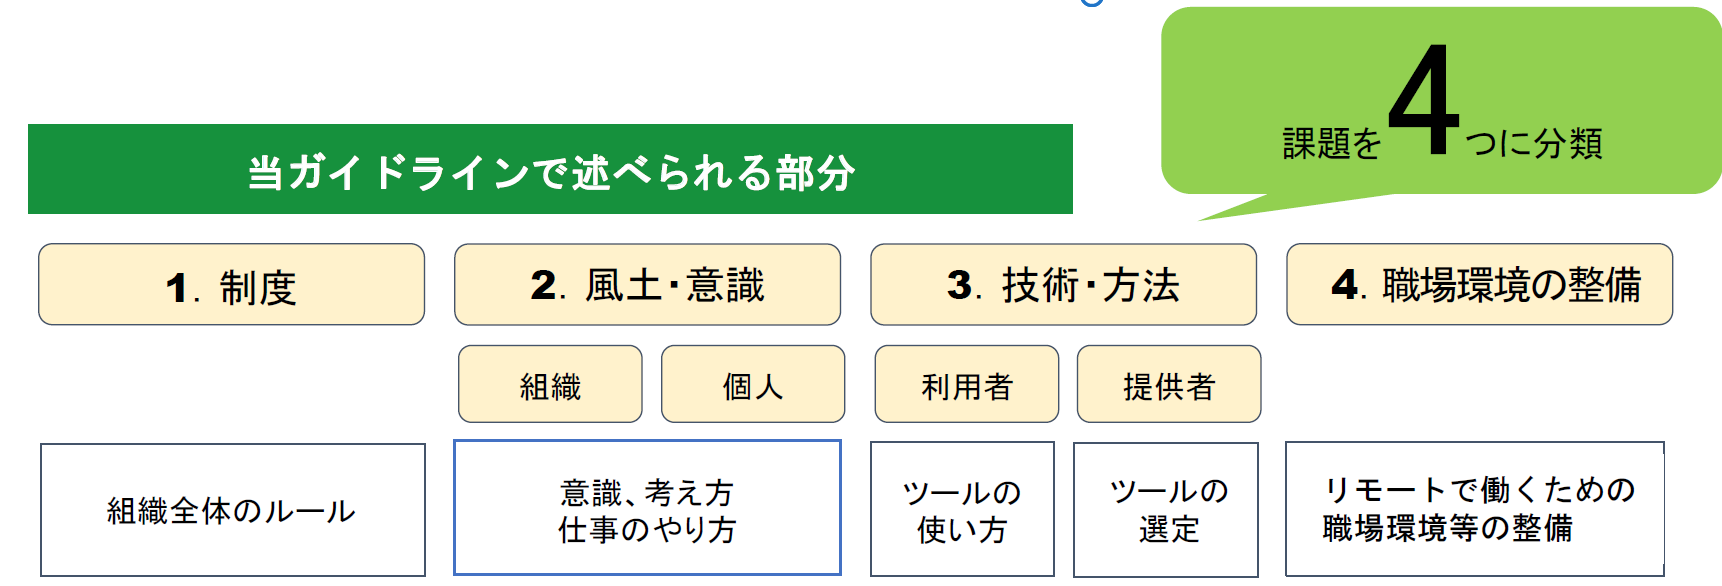 課題を4つに分類
当ガイドラインで述べられる部分
1. 制度
2. 風土・意識
3. 技術・方法
4. 職場環境の整備
組織
個人
利用者
提供者
組織全体のルール
意識、考え方
仕事のやり方
ツールの
使い方
ツールの
選定
リモートで働くための
職場環境等の整備